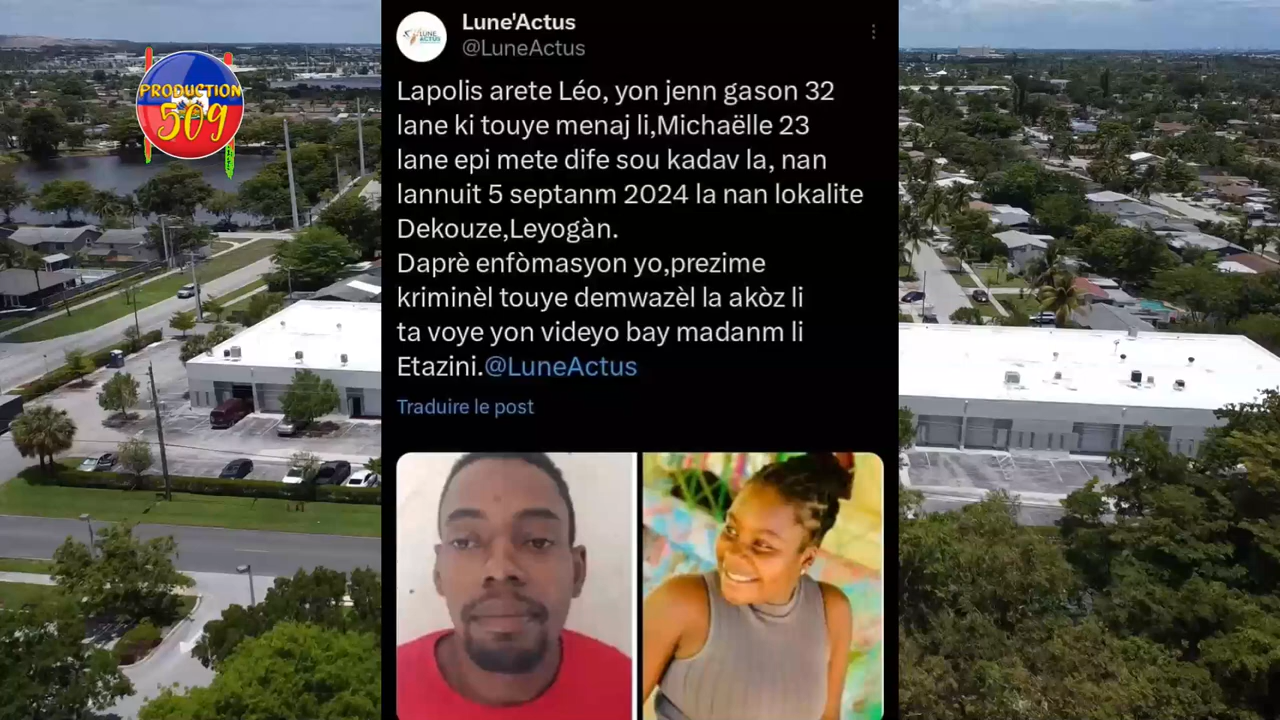 PRODUCTION
509
Lune'Actus
@LuneActus
LUNE
ACTUS
Lapolis arete Léo, yon jenn gason 32
lane ki touye menaj li,Michaëlle 23
lane epi mete dife sou kadav la, nan
lannuit 5 septanm 2024 la nan lokalite
Dekouze,Leyogàn.
Daprè enfòmasyon yo,prezime
kriminèl touye demwazèl la akòz li
ta voye yon videyo bay madanm li
Etazini.@LuneActus
Traduire le post